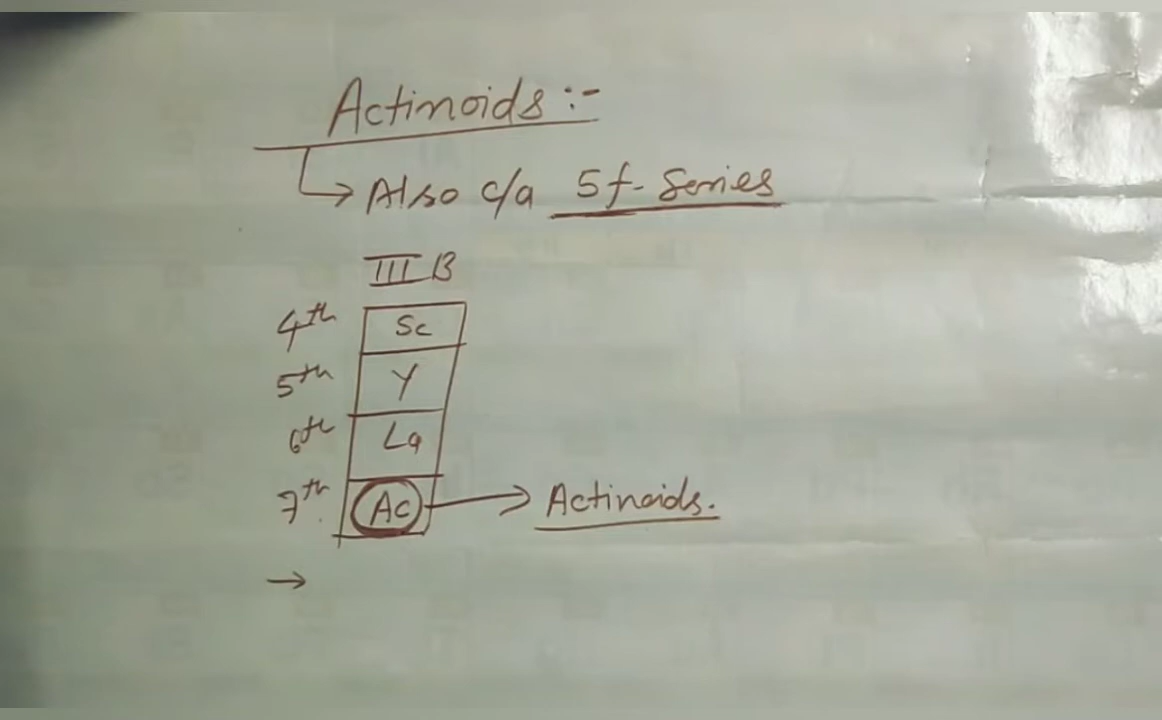 Actinoids :-
↳ Also c/a 5f- Series
III B
4th Sc
5th Y
6th La
7th Ac → Actinoids.
→